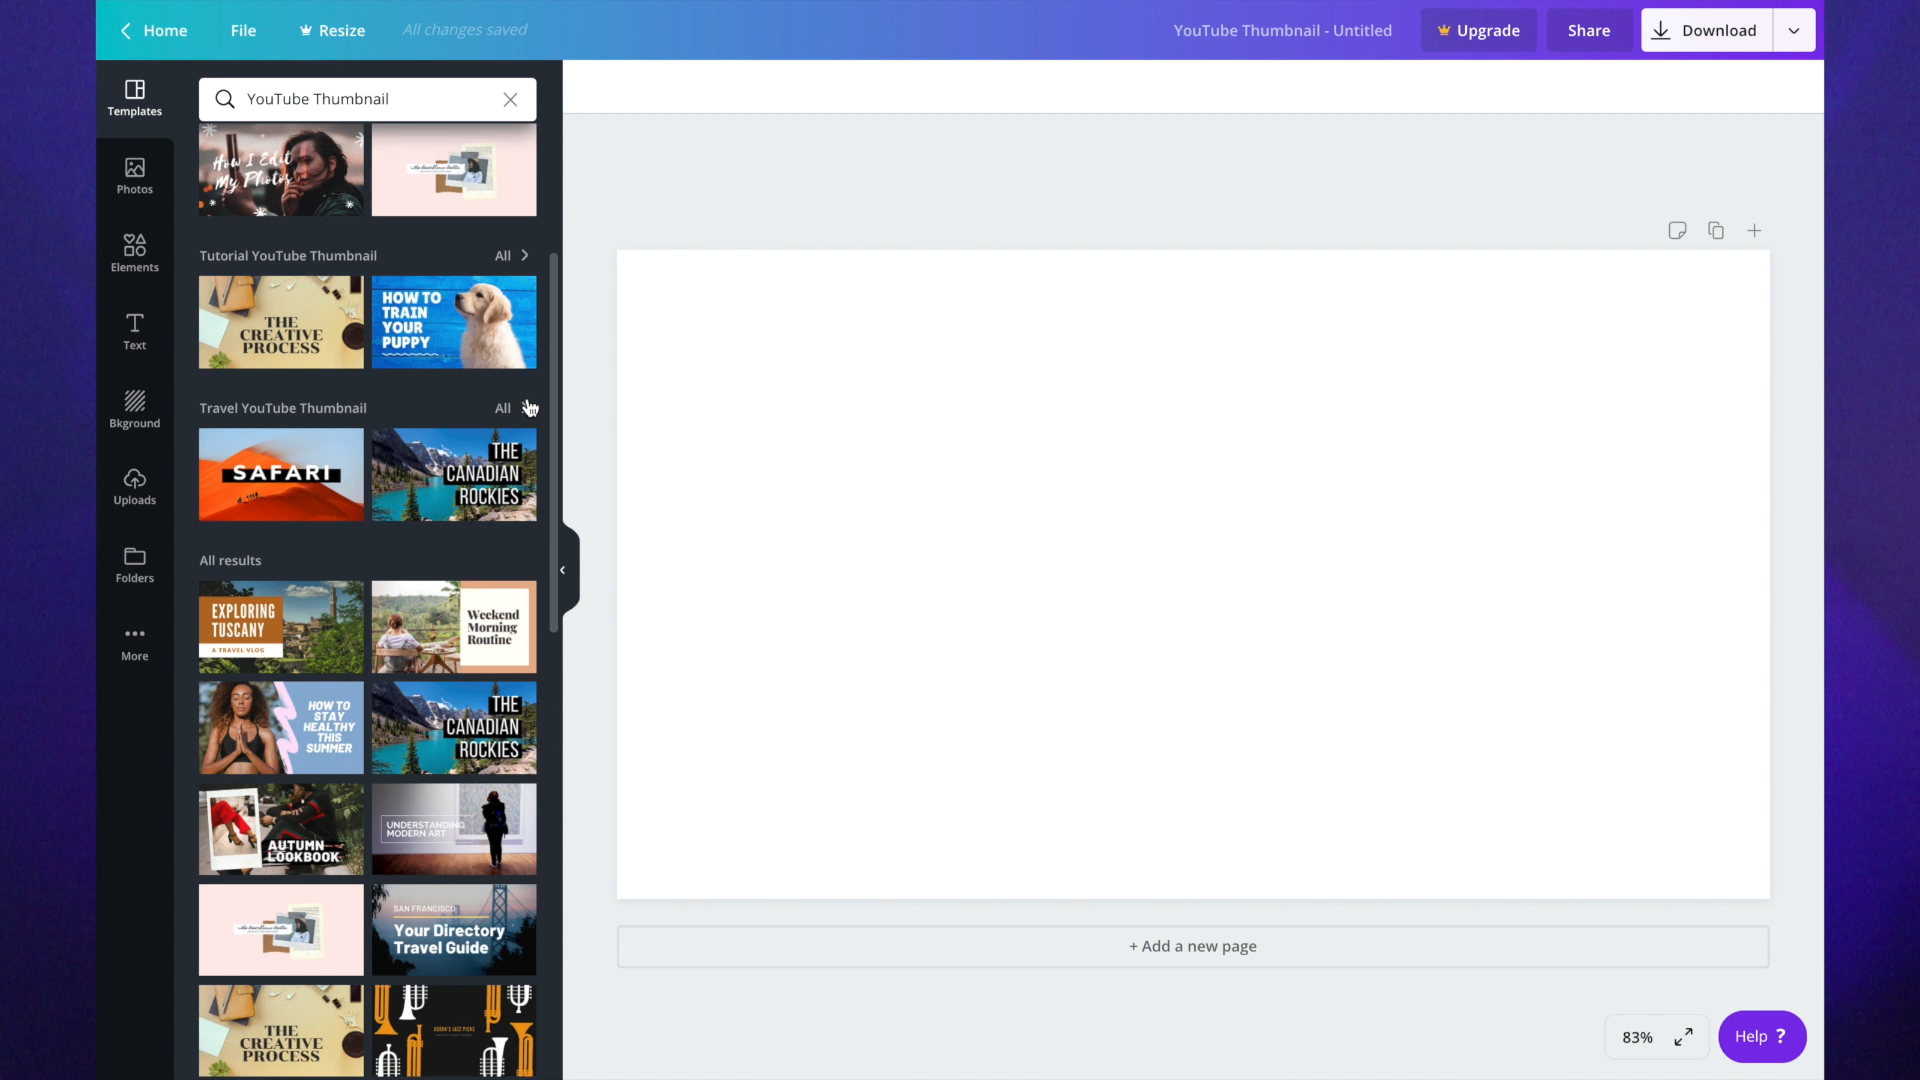 Home
File
Resize
All changes saved
YouTube Thumbnail - Untitled
Upgrade
Share
Download
Templates
Photos
Elements
Text
Bkground
Uploads
Folders
More
YouTube Thumbnail
How I Edit
My Photos
Tutorial YouTube Thumbnail
All
THE
CREATIVE
PROCESS
HOW TO
TRAIN
YOUR
PUPPY
Travel YouTube Thumbnail
All
SAFARI
THE
CANADIAN
ROCKIES
All results
EXPLORING
TUSCANY
A TRAVEL VLOG
Weekend
Morning
Routine
HOW TO
STAY
HEALTHY
THIS
SUMMER
THE
CANADIAN
ROCKIES
AUTUMN
LOOKBOOK
UNDERSTANDING
MODERN ART
SAN FRANCISCO
Your Directory
Travel Guide
THE
CREATIVE
PROCESS
JAZZ PICKS
+ Add a new page
83%
Help ?